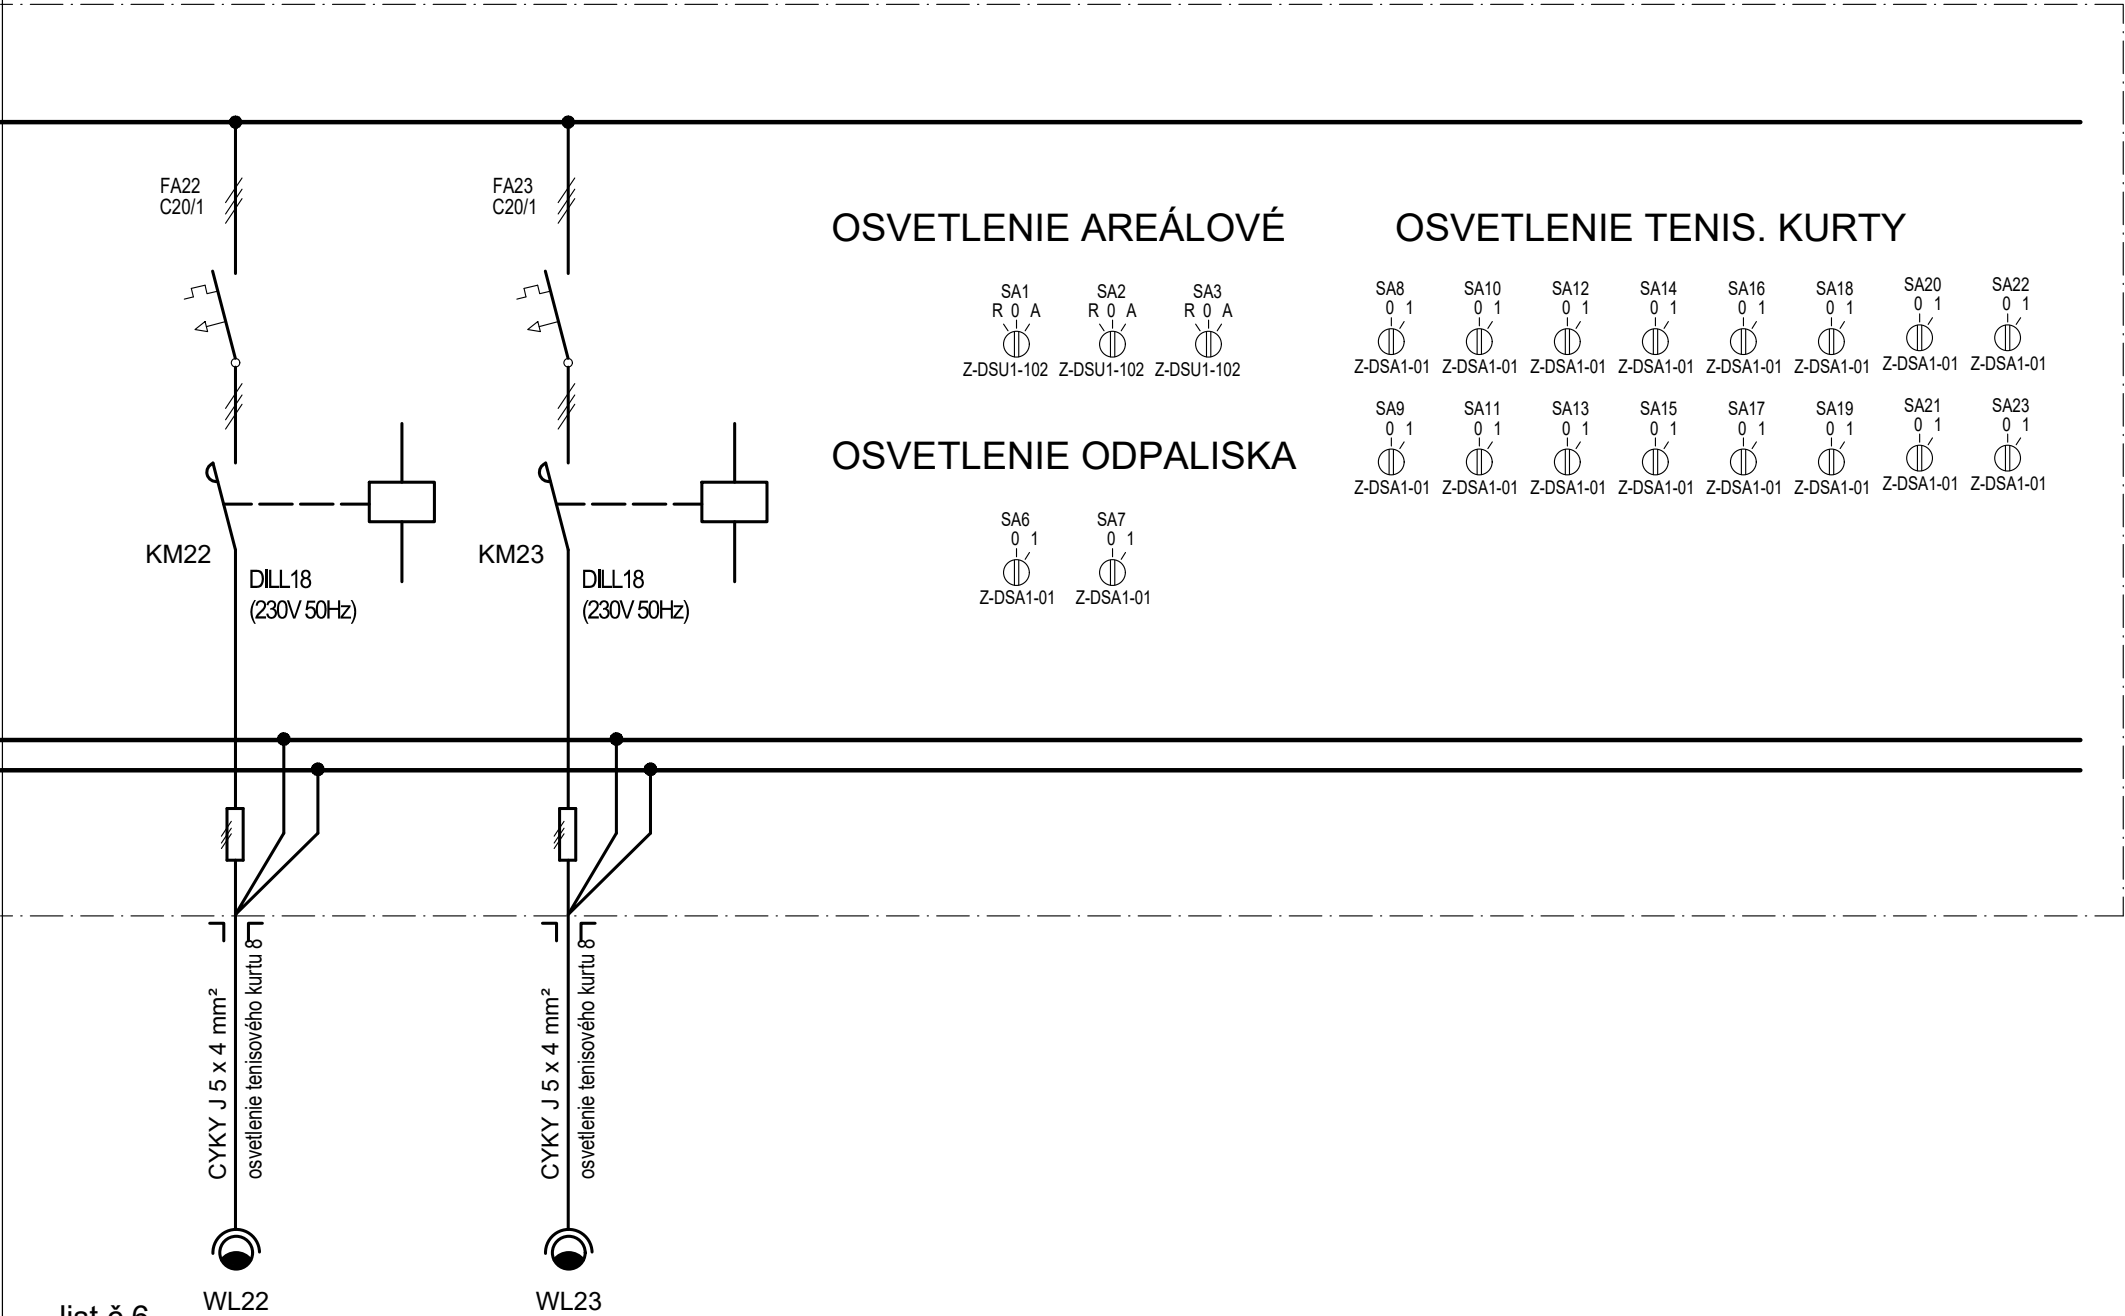 FA22
C20/1
FA23
C20/1
OSVETLENIE AREÁLOVÉ
OSVETLENIE TENIS. KURTY
SA1
R 0 A
Z-DSU1-102
SA2
R 0 A
Z-DSU1-102
SA3
R 0 A
Z-DSU1-102
SA8
0 1
Z-DSA1-01
SA10
0 1
Z-DSA1-01
SA12
0 1
Z-DSA1-01
SA14
0 1
Z-DSA1-01
SA16
0 1
Z-DSA1-01
SA18
0 1
Z-DSA1-01
SA20
0 1
Z-DSA1-01
SA22
0 1
Z-DSA1-01
SA9
0 1
Z-DSA1-01
SA11
0 1
Z-DSA1-01
SA13
0 1
Z-DSA1-01
SA15
0 1
Z-DSA1-01
SA17
0 1
Z-DSA1-01
SA19
0 1
Z-DSA1-01
SA21
0 1
Z-DSA1-01
SA23
0 1
Z-DSA1-01
OSVETLENIE ODPALISKA
SA6
0 1
Z-DSA1-01
SA7
0 1
Z-DSA1-01
KM22
DILL18
(230V 50Hz)
KM23
DILL18
(230V 50Hz)
CYKY J 5 x 4 mm²
osvetlenie tenisového kurtu 8
CYKY J 5 x 4 mm²
osvetlenie tenisového kurtu 8
WL22
WL23
list č.6